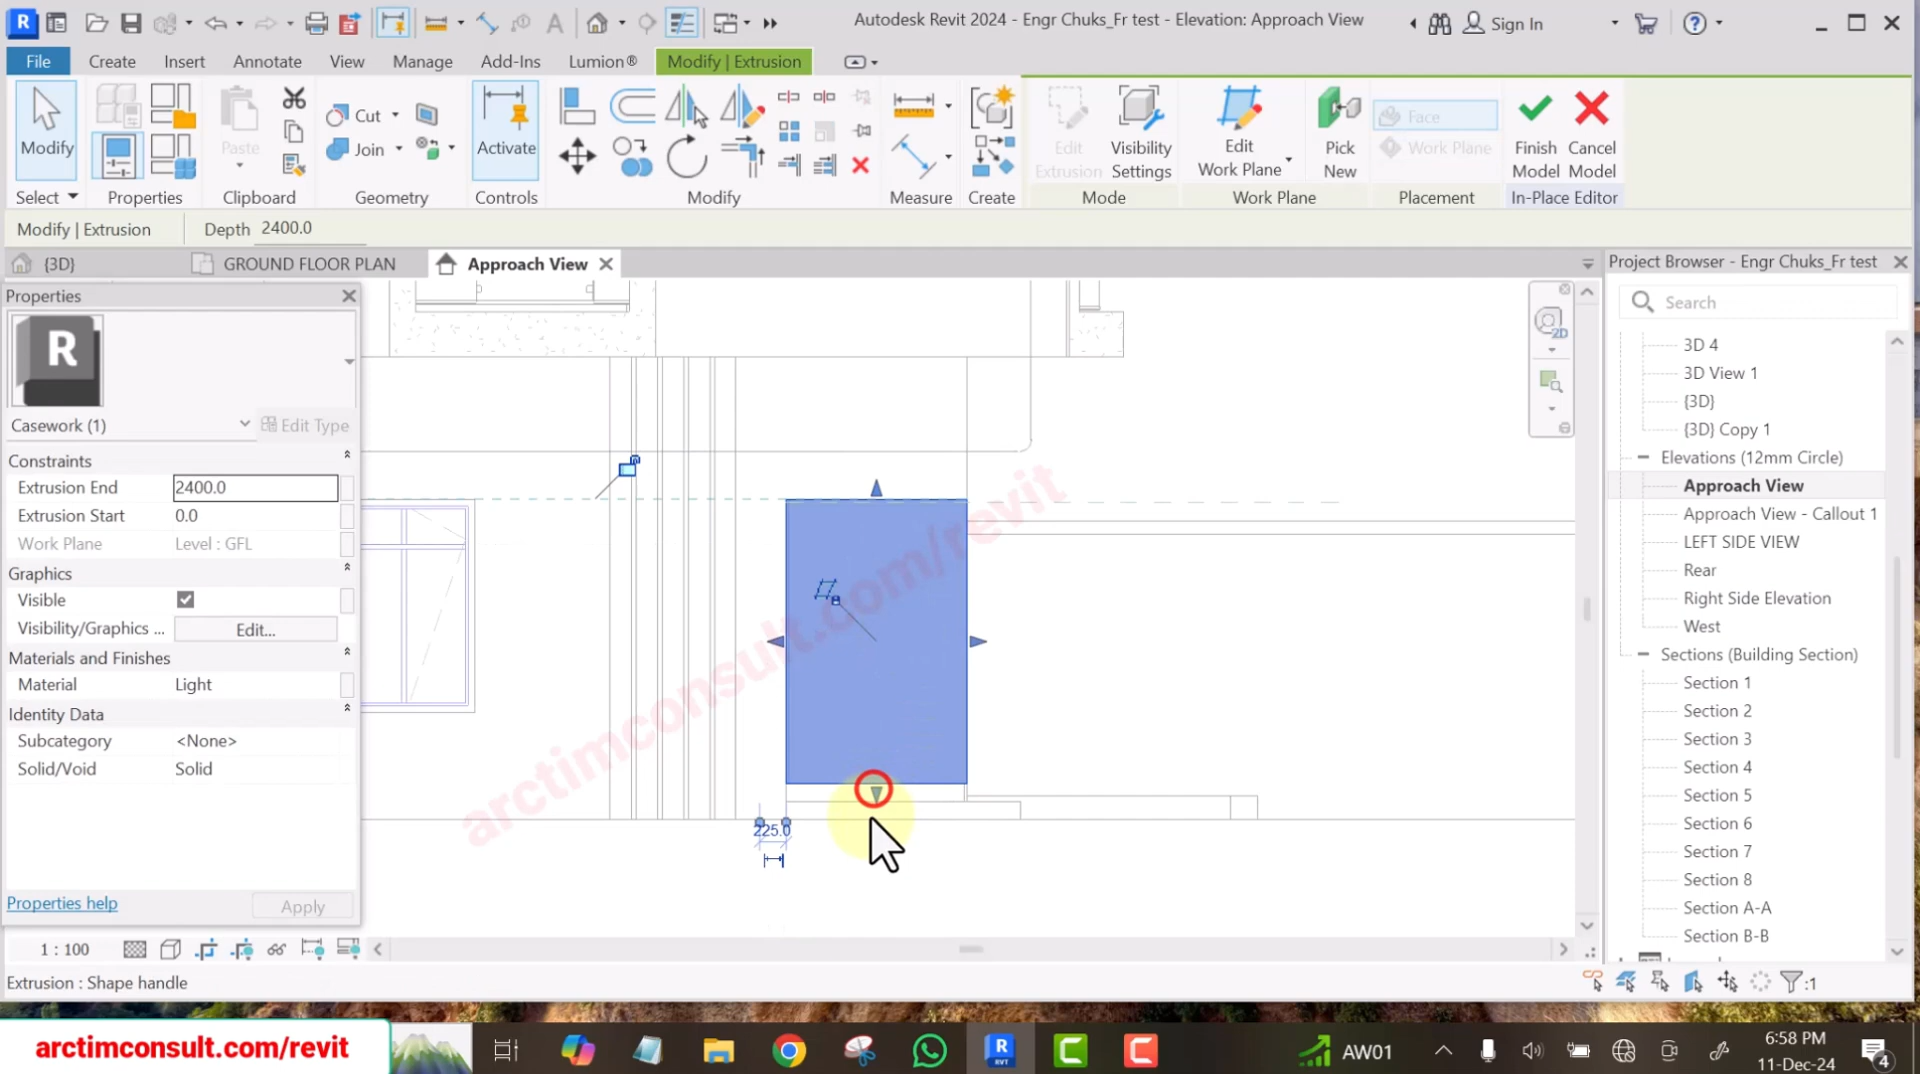 Autodesk Revit 2024 - Engr Chuks_Fr test - Elevation: Approach View
Sign In
File
Create
Insert
Annotate
View
Manage
Add-Ins
Lumion®
Modify | Extrusion
Modify
Select
Properties
Paste
Clipboard
Cut
Join
Geometry
Activate
Controls
Modify
Measure
Create
Edit
Extrusion
Visibility
Settings
Mode
Edit
Work Plane
Pick
New
Work Plane
Face
Work Plane
Placement
Finish
Model
Cancel
Model
In-Place Editor
Modify | Extrusion
Depth 2400.0
{3D}
GROUND FLOOR PLAN
Approach View
Properties
R
Casework (1)
Edit Type
Constraints
Extrusion End 2400.0
Extrusion Start 0.0
Work Plane Level : GFL
Graphics
Visible
Visibility/Graphics ... Edit...
Materials and Finishes
Material Light
Identity Data
Subcategory <None>
Solid/Void Solid
Properties help
Apply
225.0
arctimconsult.com/revit
2D
Project Browser - Engr Chuks_Fr test
Search
3D 4
3D View 1
{3D}
{3D} Copy 1
Elevations (12mm Circle)
Approach View
Approach View - Callout 1
LEFT SIDE VIEW
Rear
Right Side Elevation
West
Sections (Building Section)
Section 1
Section 2
Section 3
Section 4
Section 5
Section 6
Section 7
Section 8
Section A-A
Section B-B
1 : 100
Extrusion : Shape handle
:1
arctimconsult.com/revit
R
RVT
AW01
6:58 PM
11-Dec-24
4